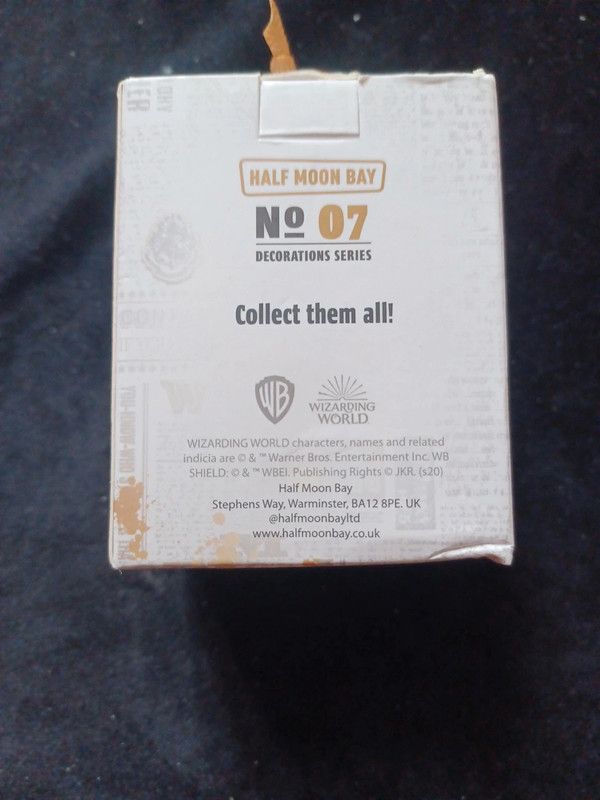 HALF MOON BAY
Nº 07
DECORATIONS SERIES
Collect them all!
WB
WIZARDING
WORLD
WIZARDING WORLD characters, names and related
indicia are © & ™ Warner Bros. Entertainment Inc. WB
SHIELD: © & ™ WBEI. Publishing Rights © JKR. (s20)
Half Moon Bay
Stephens Way, Warminster, BA12 8PE. UK
@halfmoonbayltd
www.halfmoonbay.co.uk